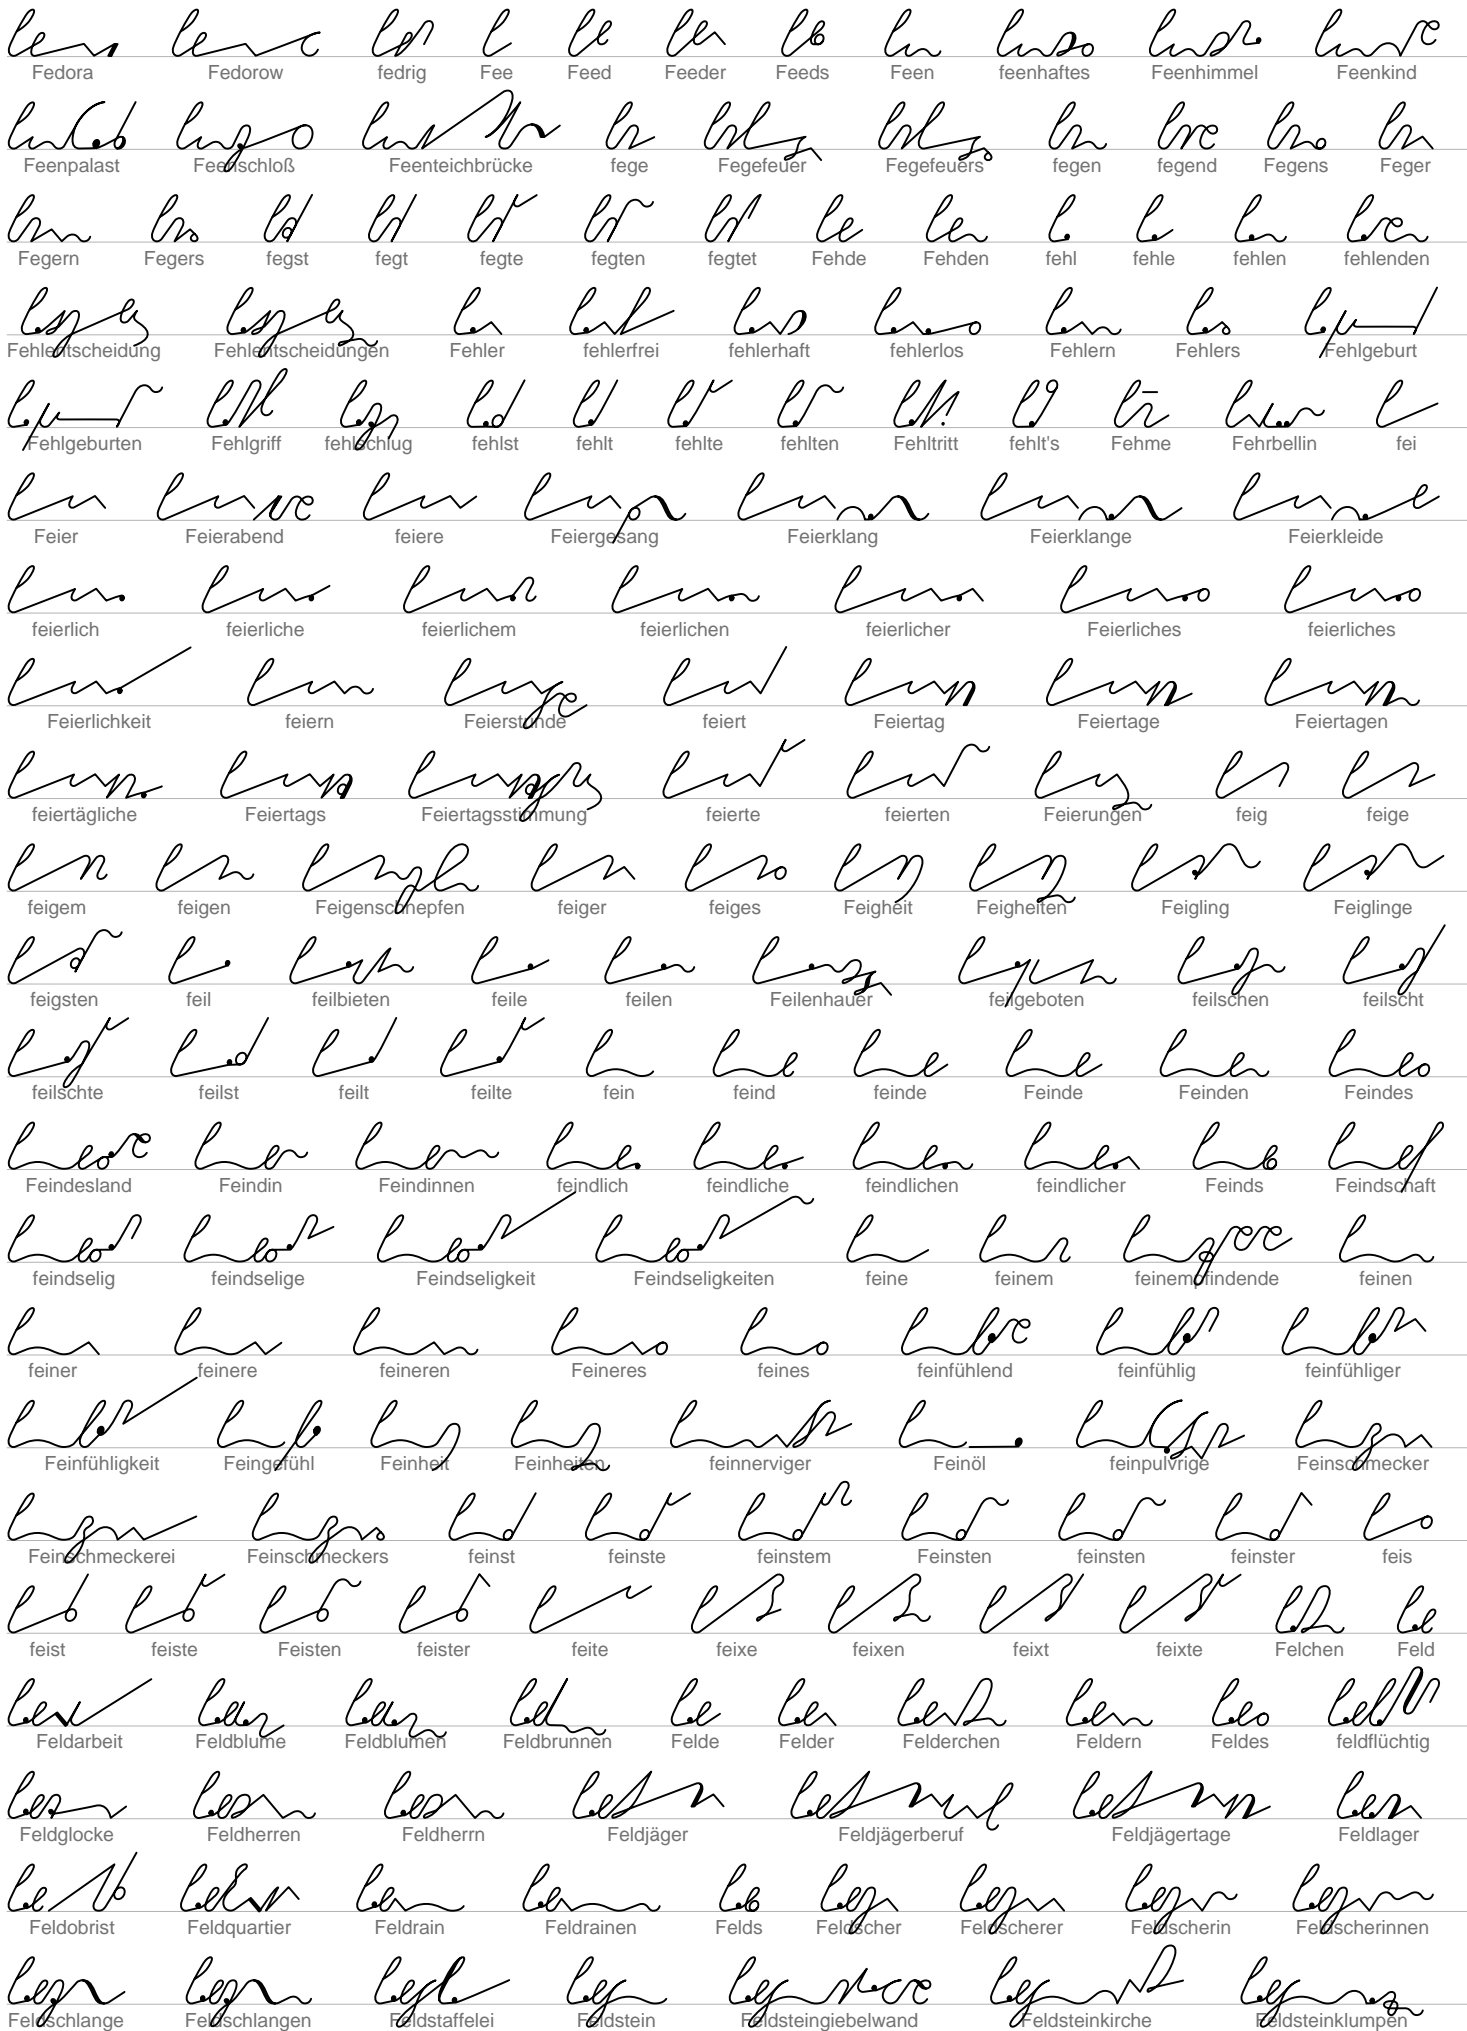 Fedora Fedorow fedrig Fee Feed Feeder Feeds Feen feenhaftes Feenhimmel Feenkind
Feenpalast Feenschloß Feenteichbrücke fege Fegefeuer Fegefeuers fegen fegend Fegens Feger
Fegern Fegers fegst fegt fegte fegten fegtet Fehde Fehden fehl fehle fehlen fehlenden
Fehlentscheidung Fehlentscheidungen Fehler fehlerfrei fehlerhaft fehlerlos Fehlern Fehlers Fehlgeburt
Fehlgeburten Fehlgriff fehlschlug fehlst fehlt fehlte fehlten Fehltritt fehlt's Fehme Fehrbellin fei
Feier Feierabend feiere Feiergesang Feierklang Feierklange Feierkleide
feierlich feierliche feierlichem feierlichen feierlicher Feierliches feierliches
Feierlichkeit feiern Feierstunde feiert Feiertag Feiertage Feiertagen
feiertägliche Feiertags Feiertagsstimmung feierte feierten Feierungen feig feige
feigem feigen Feigenschnepfen feiger feiges Feigheit Feigheiten Feigling Feiglinge
feigsten feil feilbieten feile feilen Feilenhauer feilgeboten feilschen feilscht
feilschte feilst feilt feilte fein feind feinde Feinde Feinden Feindes
Feindesland Feindin Feindinnen feindlich feindliche feindlichen feindlicher Feinds Feindschaft
feindselig feindselige Feindseligkeit Feindseligkeiten feine feinem feinempfindende feinen
feiner feinere feineren Feineres feines feinfühlend feinfühlig feinfühliger
Feinfühligkeit Feingefühl Feinheit Feinheiten feinnerviger Feinöl feinpulvrige Feinschmecker
Feinschmeckerei Feinschmeckers feinst feinste feinstem Feinsten feinsten feinster feis
feist feiste Feisten feister feite feixe feixen feixt feixte Felchen Feld
Feldarbeit Feldblume Feldblumen Feldbrunnen Felde Felder Felderchen Feldern Feldes feldflüchtig
Feldglocke Feldherren Feldherrn Feldjäger Feldjägerberuf Feldjägertage Feldlager
Feldobrist Feldquartier Feldrain Feldrainen Felds Feldscher Feldscherer Feldscherin Feldscherinnen
Feldschlange Feldschlangen Feldstaffelei Feldstein Feldsteingiebelwand Feldsteinkirche Feldsteinklumpen